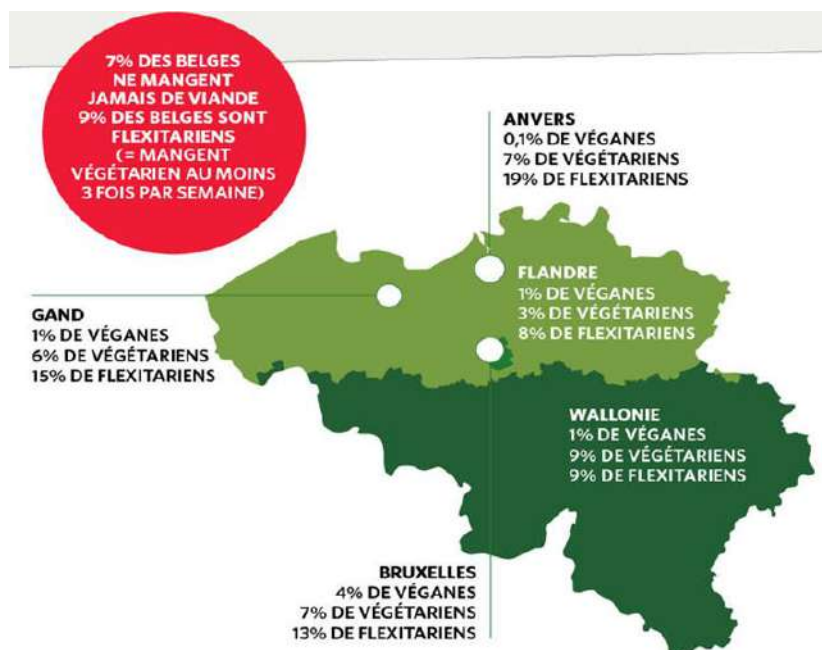 7% DES BELGES
NE MANGENT
JAMAIS DE VIANDE
9% DES BELGES SONT
FLEXITARIENS
(= MANGENT
VÉGÉTARIEN AU MOINS
3 FOIS PAR SEMAINE)
ANVERS
0,1% DE VÉGANES
7% DE VÉGÉTARIENS
19% DE FLEXITARIENS
FLANDRE
1% DE VÉGANES
3% DE VÉGÉTARIENS
8% DE FLEXITARIENS
GAND
1% DE VÉGANES
6% DE VÉGÉTARIENS
15% DE FLEXITARIENS
WALLONIE
1% DE VÉGANES
9% DE VÉGÉTARIENS
9% DE FLEXITARIENS
BRUXELLES
4% DE VÉGANES
7% DE VÉGÉTARIENS
13% DE FLEXITARIENS